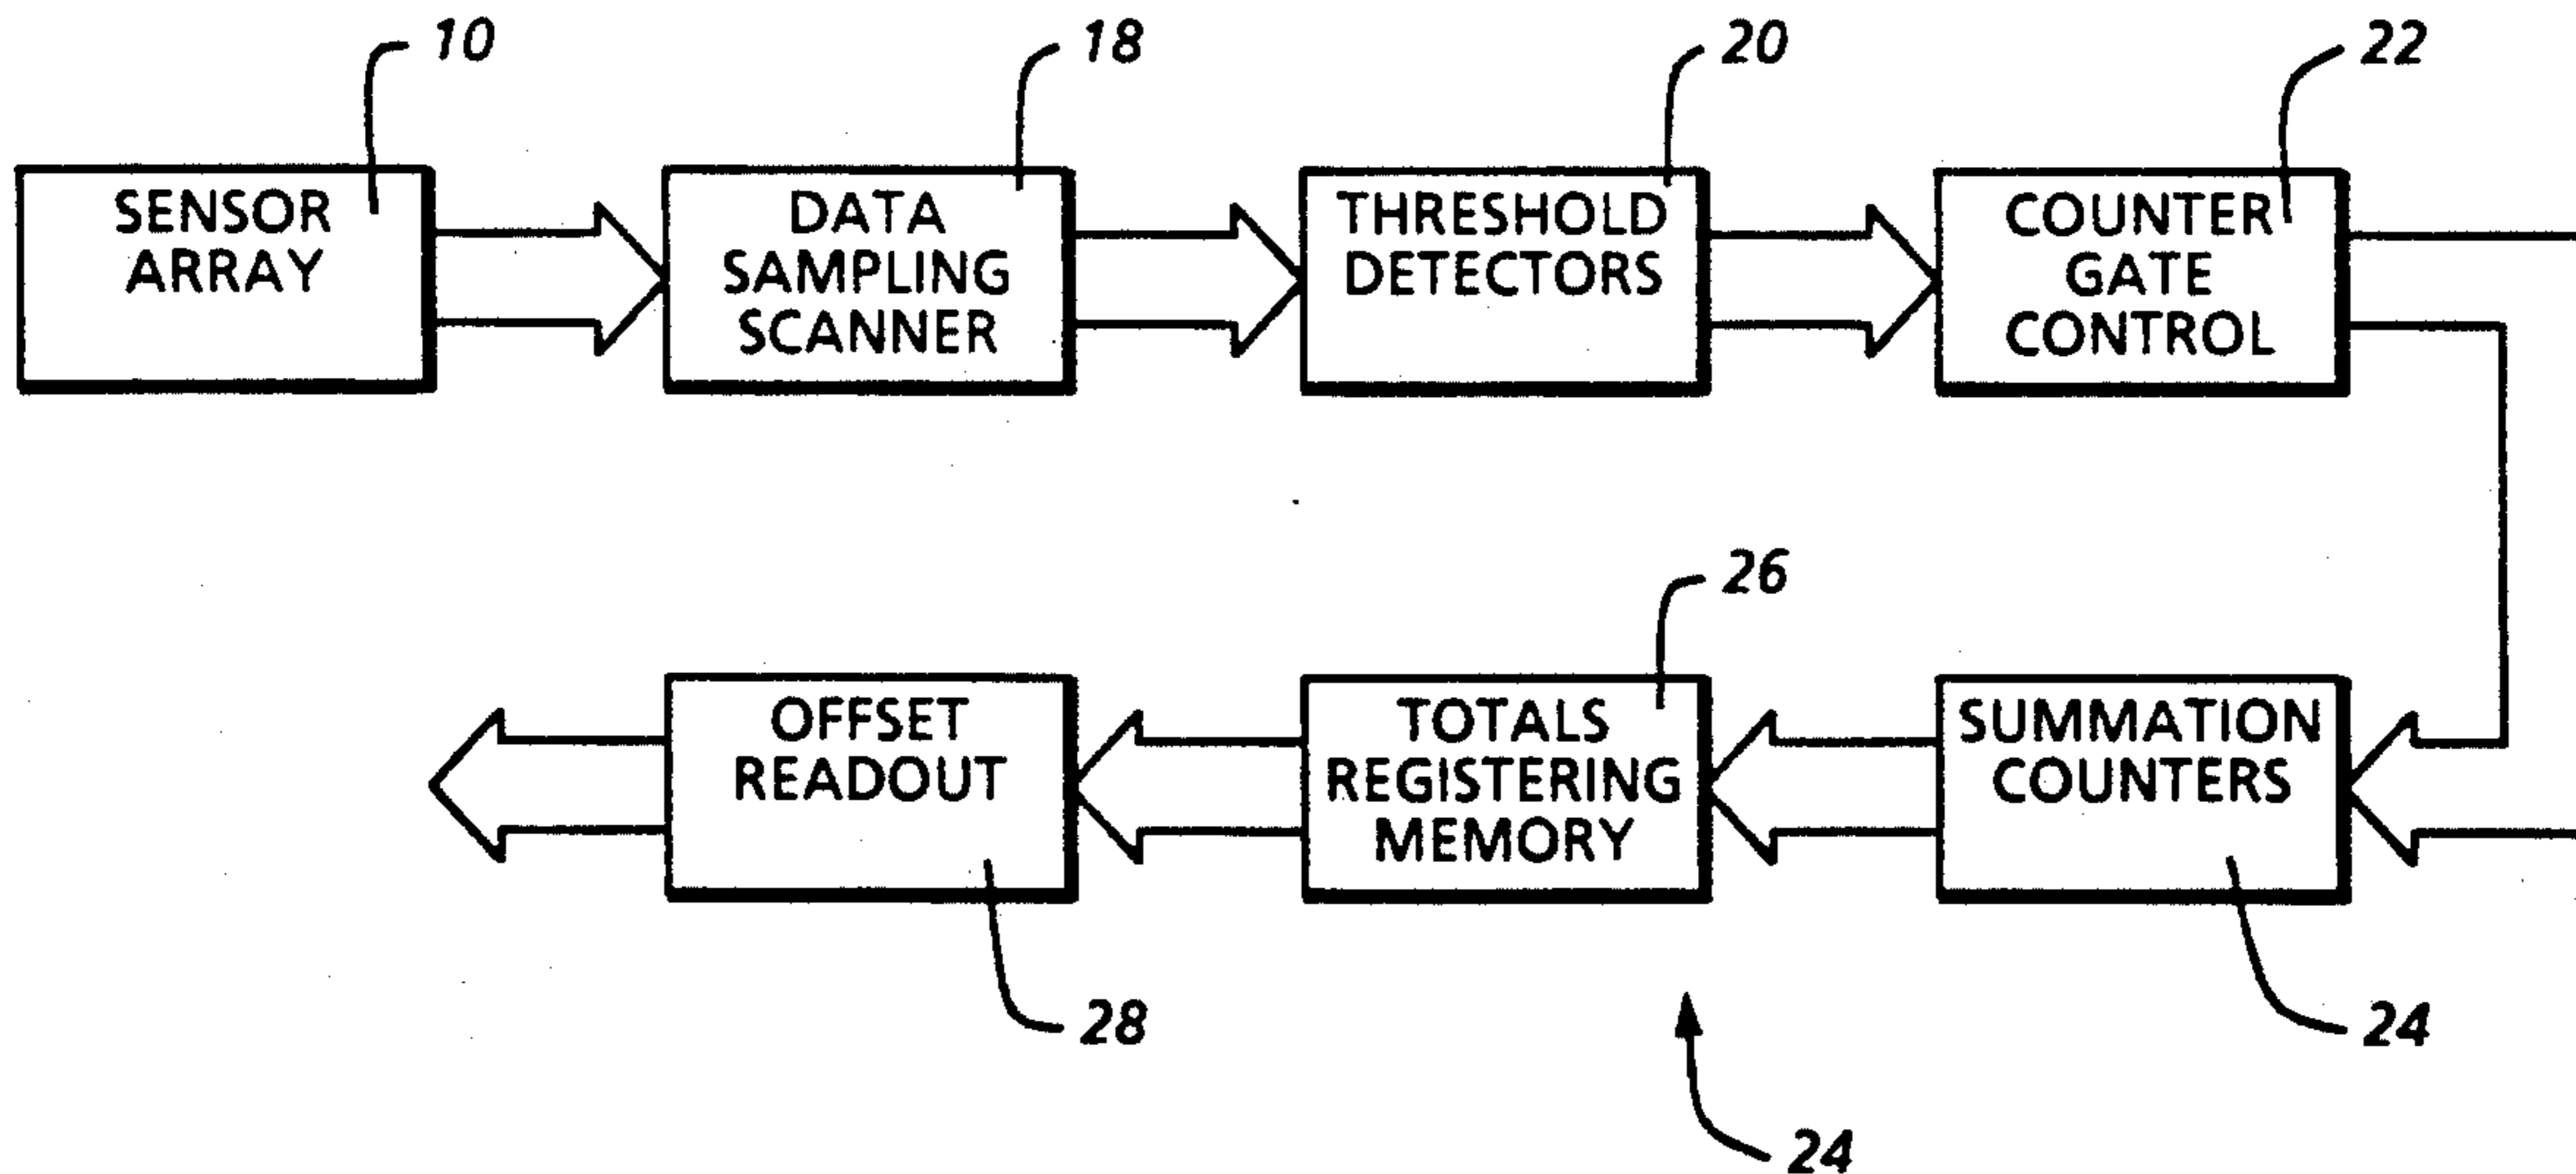 10
18
20
22
SENSOR
ARRAY
DATA
SAMPLING
SCANNER
THRESHOLD
DETECTORS
COUNTER
GATE
CONTROL
26
OFFSET
READOUT
TOTALS
REGISTERING
MEMORY
SUMMATION
COUNTERS
28
24
24